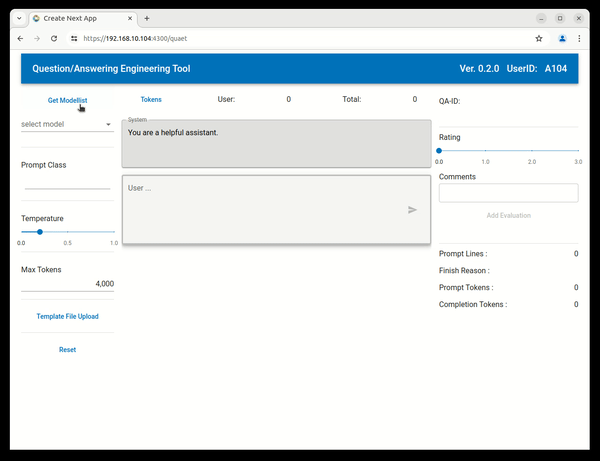 Create Next App
https://192.168.10.104:4300/quaet
Question/Answering Engineering Tool
Ver. 0.2.0 UserID: A104
Get Modellist
Tokens
User: 0
Total: 0
QA-ID:
select model
System
You are a helpful assistant.
Rating
0.0 1.0 2.0 3.0
Prompt Class
User ...
Comments
Add Evaluation
Temperature
0.0 0.5 1.0
Max Tokens
4,000
Prompt Lines : 0
Finish Reason :
Prompt Tokens : 0
Completion Tokens : 0
Template File Upload
Reset